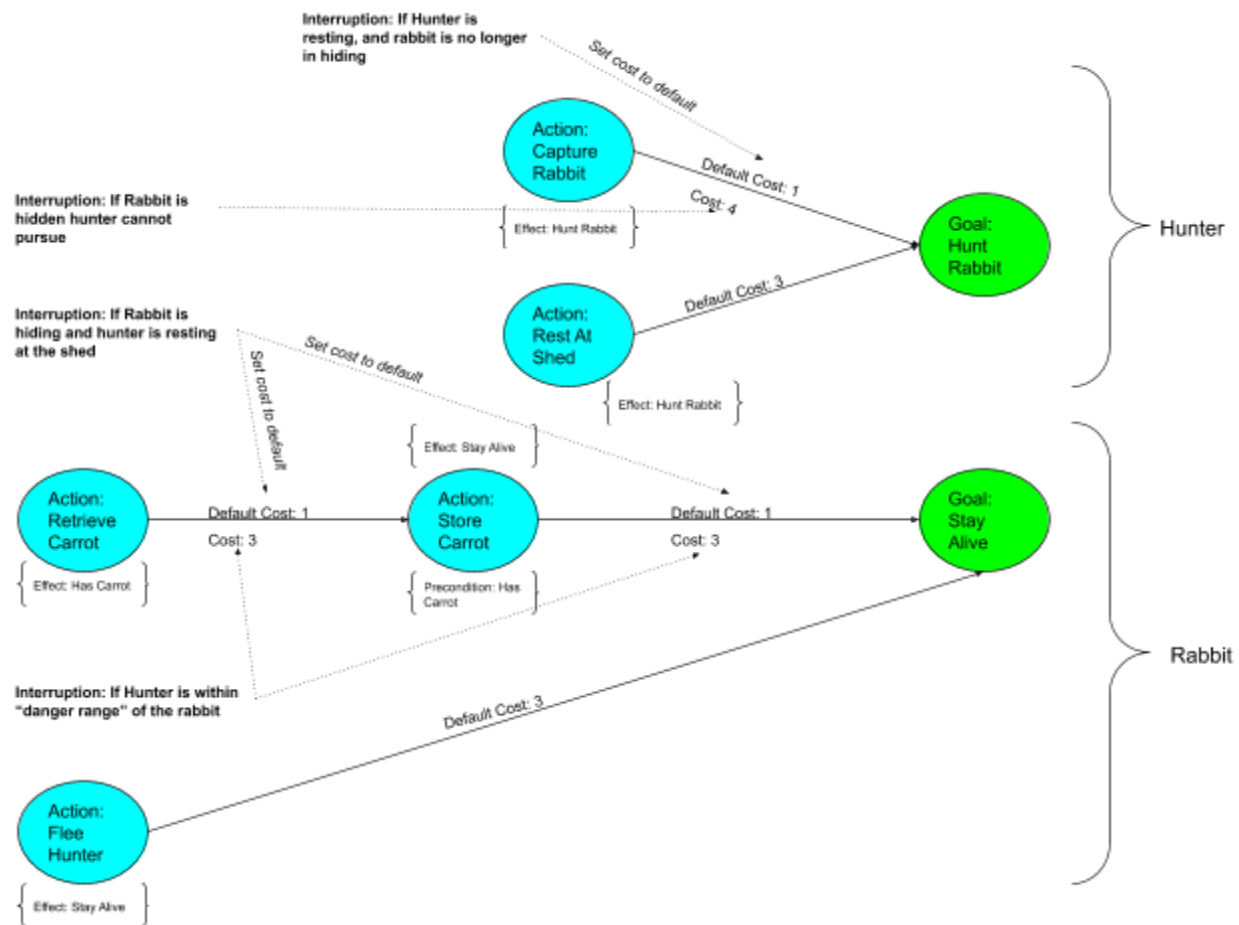 Interruption: If Hunter is
resting, and rabbit is no longer
in hiding
Set cost to default
Action:
Capture
Rabbit
Default Cost: 1
Cost: 4
Interruption: If Rabbit is
hidden hunter cannot
pursue
Effect: Hunt Rabbit
Goal:
Hunt
Rabbit
Hunter
Default Cost: 3
Action:
Rest At
Shed
Effect: Hunt Rabbit
Interruption: If Rabbit is
hiding and hunter is resting
at the shed
Set cost to default
Set cost to default
Effect: Stay Alive
Action:
Retrieve
Carrot
Default Cost: 1
Cost: 3
Effect: Has Carrot
Action:
Store
Carrot
Default Cost: 1
Cost: 3
Precondition: Has
Carrot
Goal:
Stay
Alive
Rabbit
Interruption: If Hunter is within
“danger range” of the rabbit
Default Cost: 3
Action:
Flee
Hunter
Effect: Stay Alive